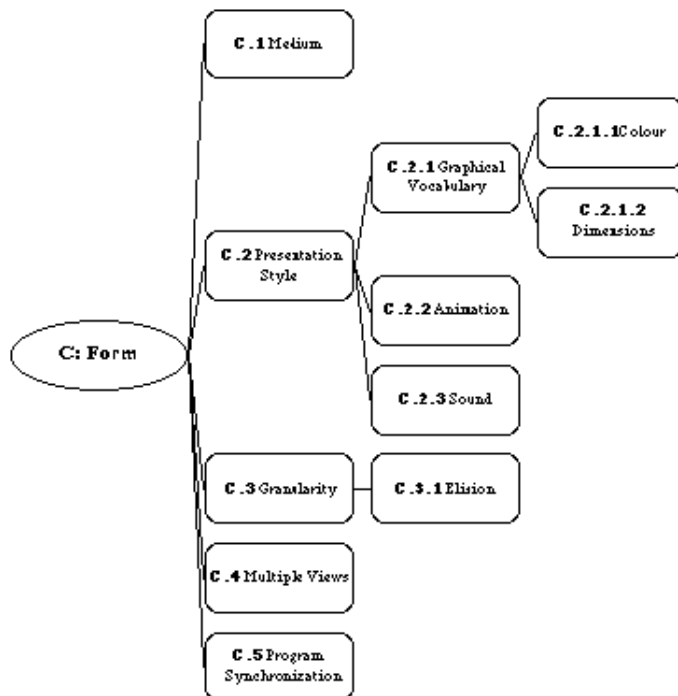 C.1 Medium
C.2.1.1 Colour
C.2.1 Graphical
Vocabulary
C.2.1.2
Dimensions
C.2 Presentation
Style
C.2.2 Animation
C: Form
C.2.3 Sound
C.3 Granularity
C.3.1 Elision
C.4 Multiple Views
C.5 Program
Synchronization